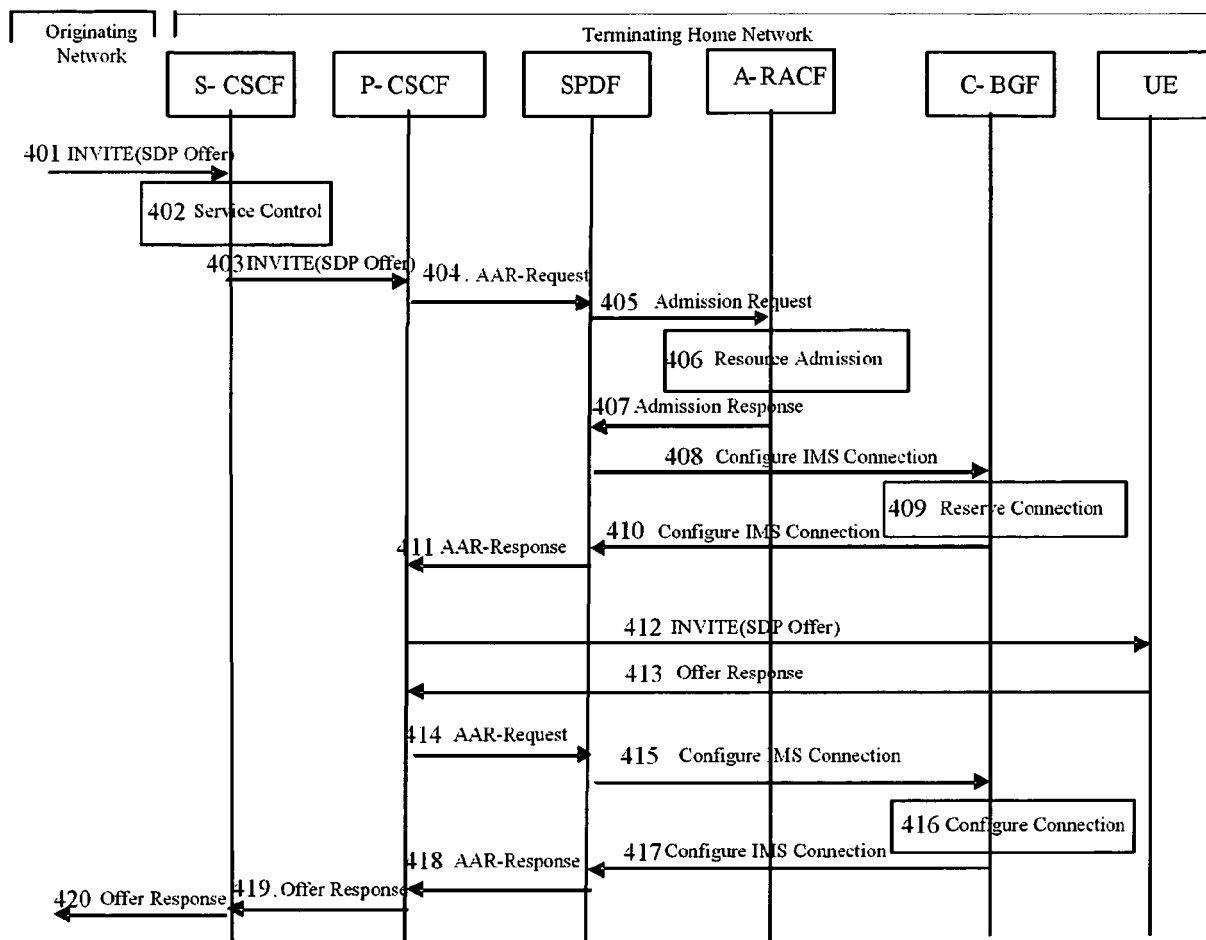 Originating
Network
Terminating Home Network
S- CSCF
P- CSCF
SPDF
A- RACF
C- BGF
UE
401 INVITE(SDP Offer)
402 Service Control
403 INVITE(SDP Offer)
404. AAR-Request
405 Admission Request
406 Resource Admission
407 Admission Response
408 Configure IMS Connection
409 Reserve Connection
410 Configure IMS Connection
411 AAR-Response
412 INVITE(SDP Offer)
413 Offer Response
414 AAR-Request
415 Configure IMS Connection
416 Configure Connection
417 Configure IMS Connection
418 AAR-Response
419. Offer Response
420 Offer Response